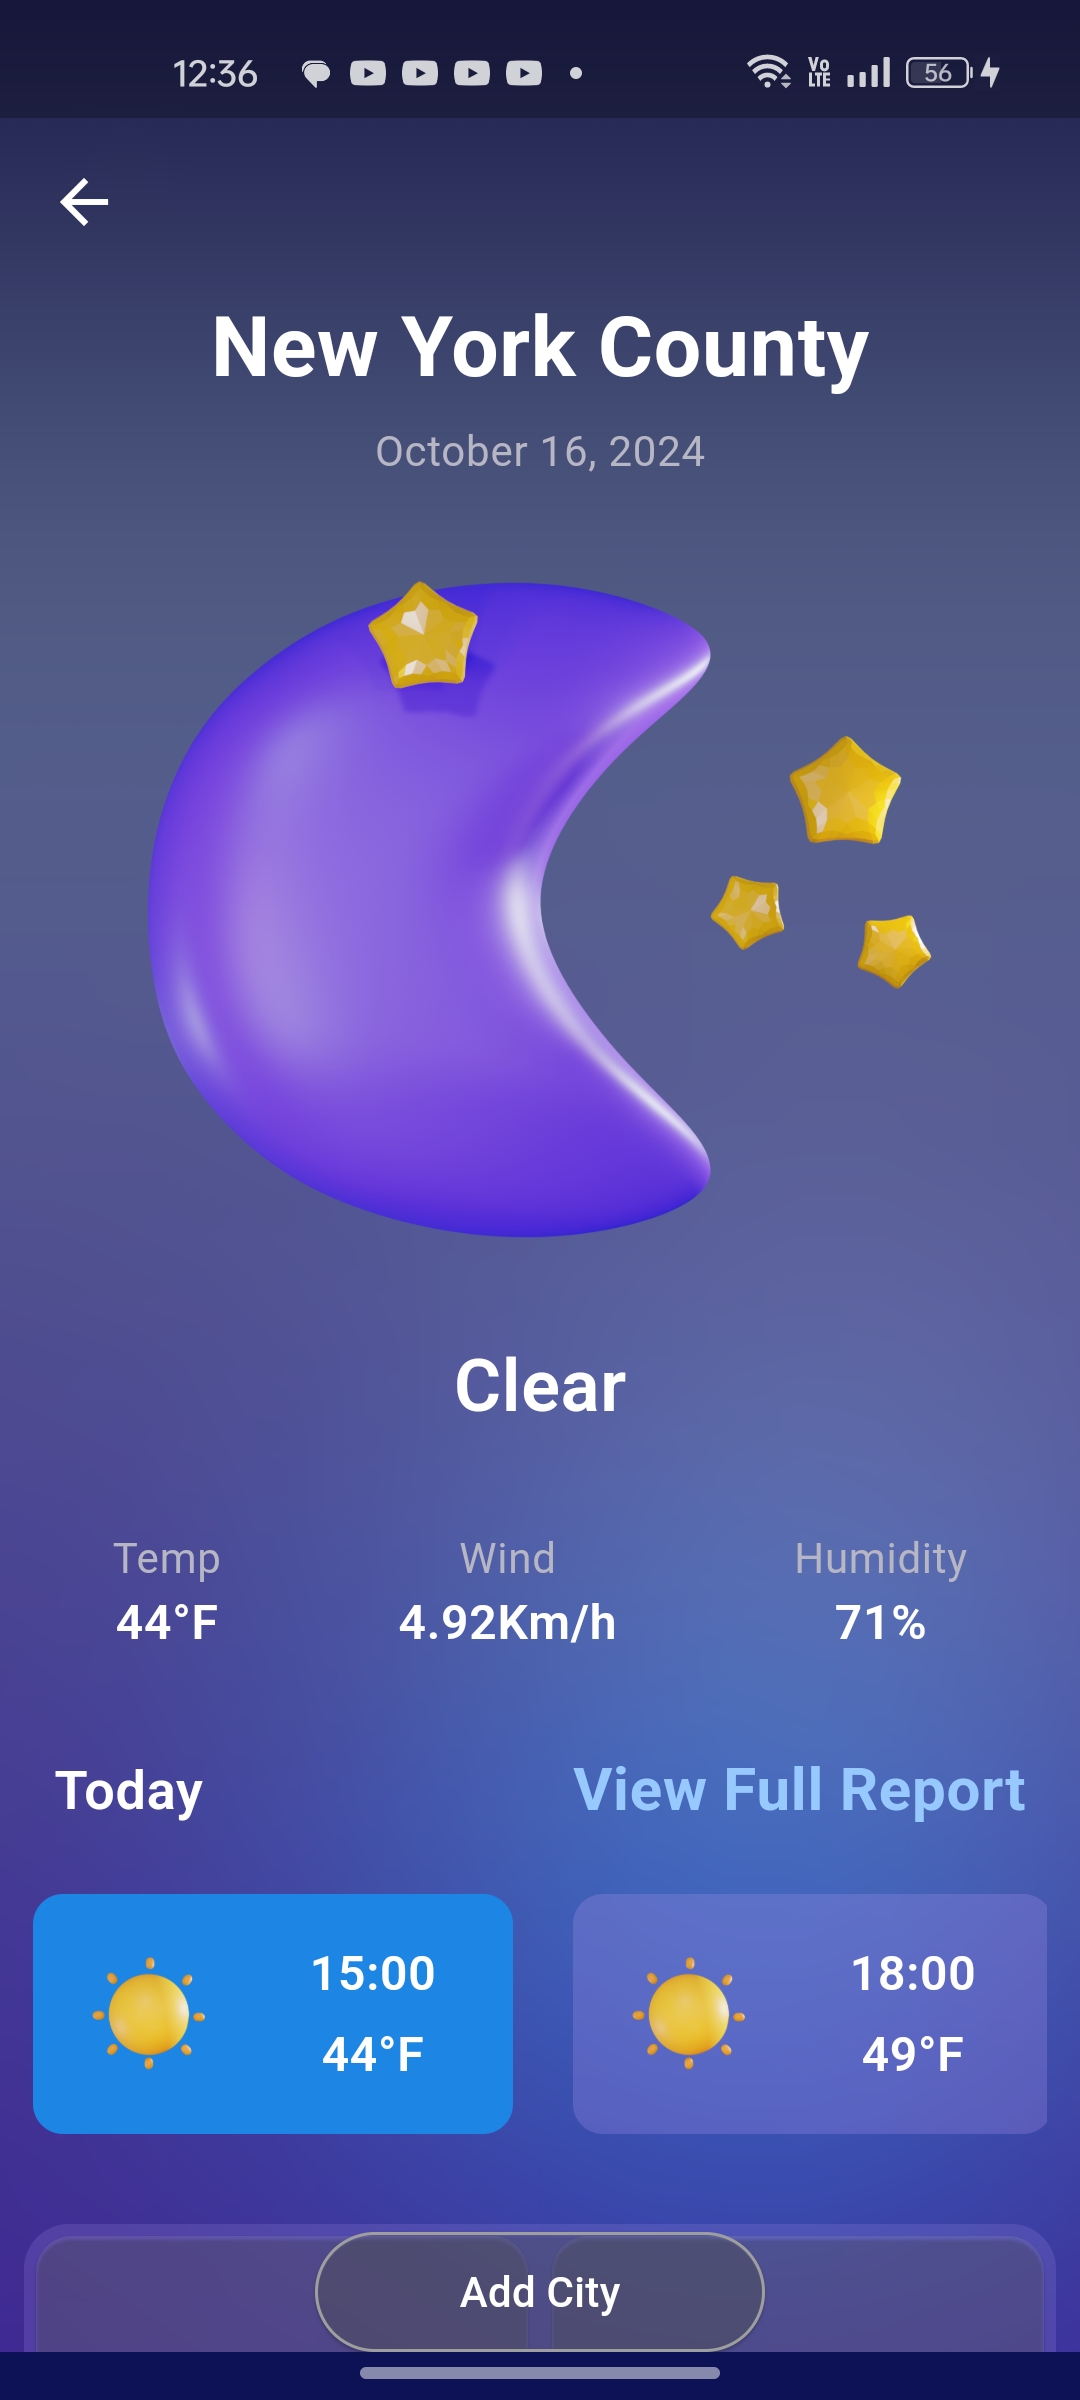 12:36 Vo LTE 56
New York County
October 16, 2024
Clear
Temp Wind Humidity
44°F 4.92Km/h 71%
Today View Full Report
15:00 18:00
44°F 49°F
Add City